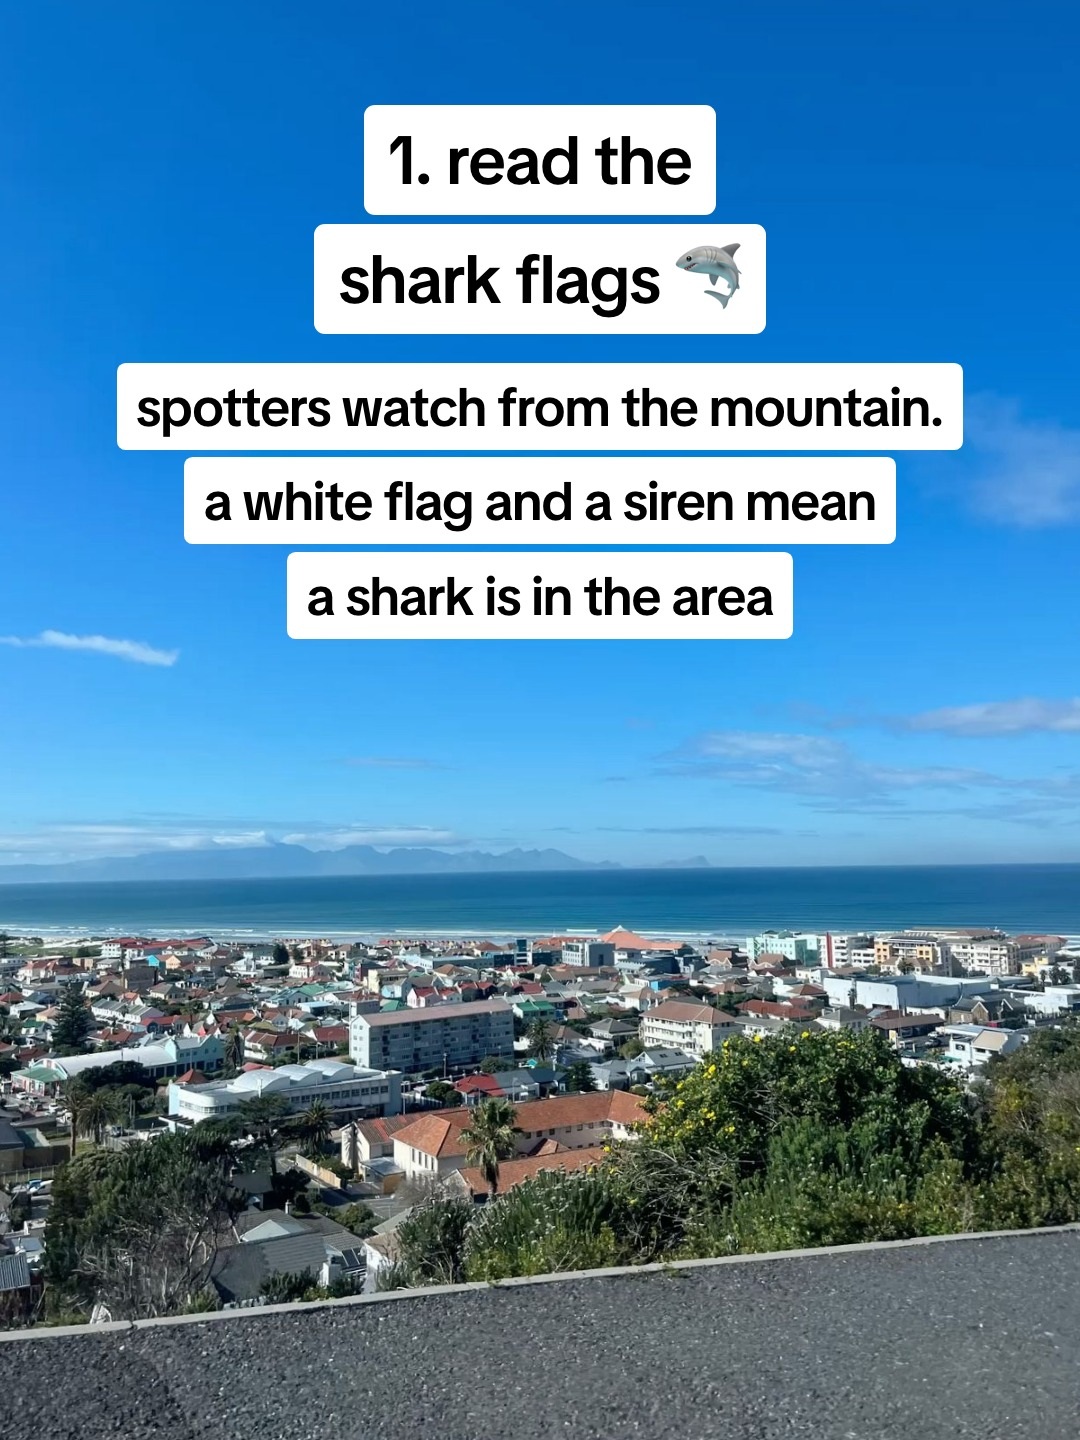 1. read the
shark flags 🦈
spotters watch from the mountain.
a white flag and a siren mean
a shark is in the area